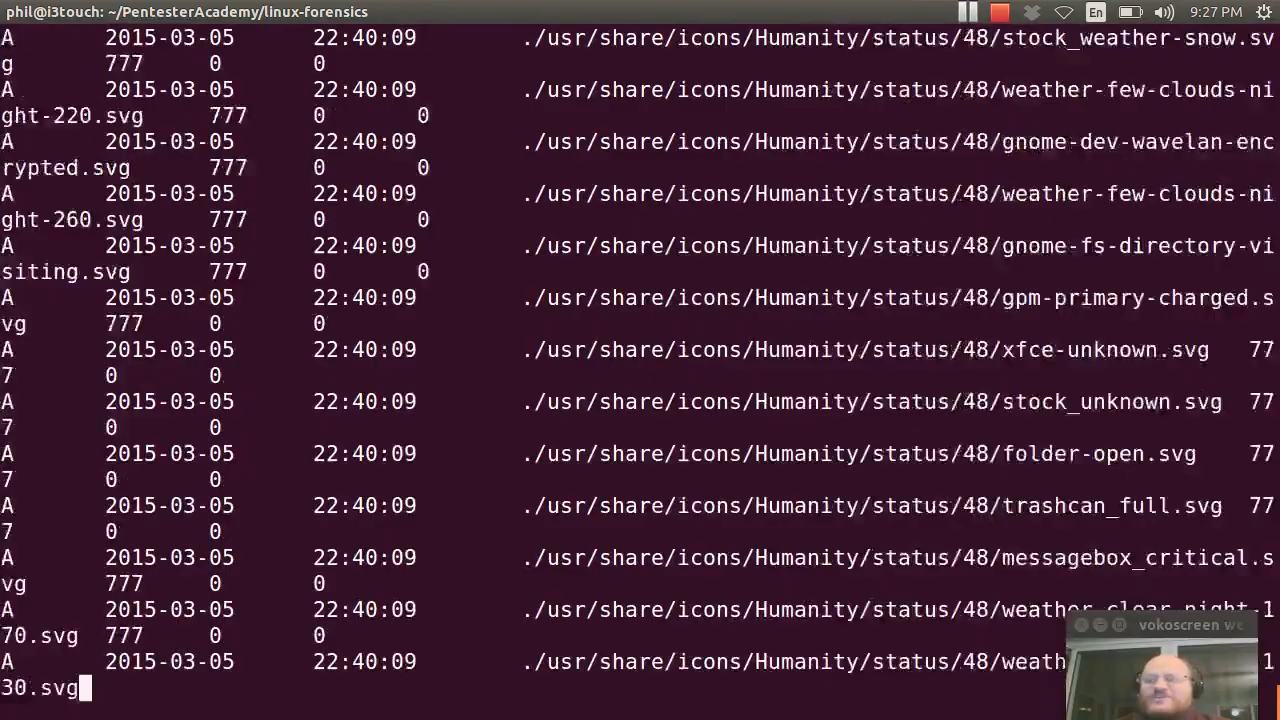 phil@i3touch: ~/PentesterAcademy/linux-forensics En 9:27 PM
A 2015-03-05 22:40:09 ./usr/share/icons/Humanity/status/48/stock_weather-snow.sv
g 777 0 0
A 2015-03-05 22:40:09 ./usr/share/icons/Humanity/status/48/weather-few-clouds-ni
ght-220.svg 777 0 0
A 2015-03-05 22:40:09 ./usr/share/icons/Humanity/status/48/gnome-dev-wavelan-enc
rypted.svg 777 0 0
A 2015-03-05 22:40:09 ./usr/share/icons/Humanity/status/48/weather-few-clouds-ni
ght-260.svg 777 0 0
A 2015-03-05 22:40:09 ./usr/share/icons/Humanity/status/48/gnome-fs-directory-vi
siting.svg 777 0 0
A 2015-03-05 22:40:09 ./usr/share/icons/Humanity/status/48/gpm-primary-charged.s
vg 777 0 0
A 2015-03-05 22:40:09 ./usr/share/icons/Humanity/status/48/xfce-unknown.svg 77
7 0 0
A 2015-03-05 22:40:09 ./usr/share/icons/Humanity/status/48/stock_unknown.svg 77
7 0 0
A 2015-03-05 22:40:09 ./usr/share/icons/Humanity/status/48/folder-open.svg 77
7 0 0
A 2015-03-05 22:40:09 ./usr/share/icons/Humanity/status/48/trashcan_full.svg 77
7 0 0
A 2015-03-05 22:40:09 ./usr/share/icons/Humanity/status/48/messagebox_critical.s
vg 777 0 0
A 2015-03-05 22:40:09 ./usr/share/icons/Humanity/status/48/weather-clear-night-1
70.svg 777 0 0
vokoscreen we
A 2015-03-05 22:40:09 ./usr/share/icons/Humanity/status/48/weath 1
30.svg